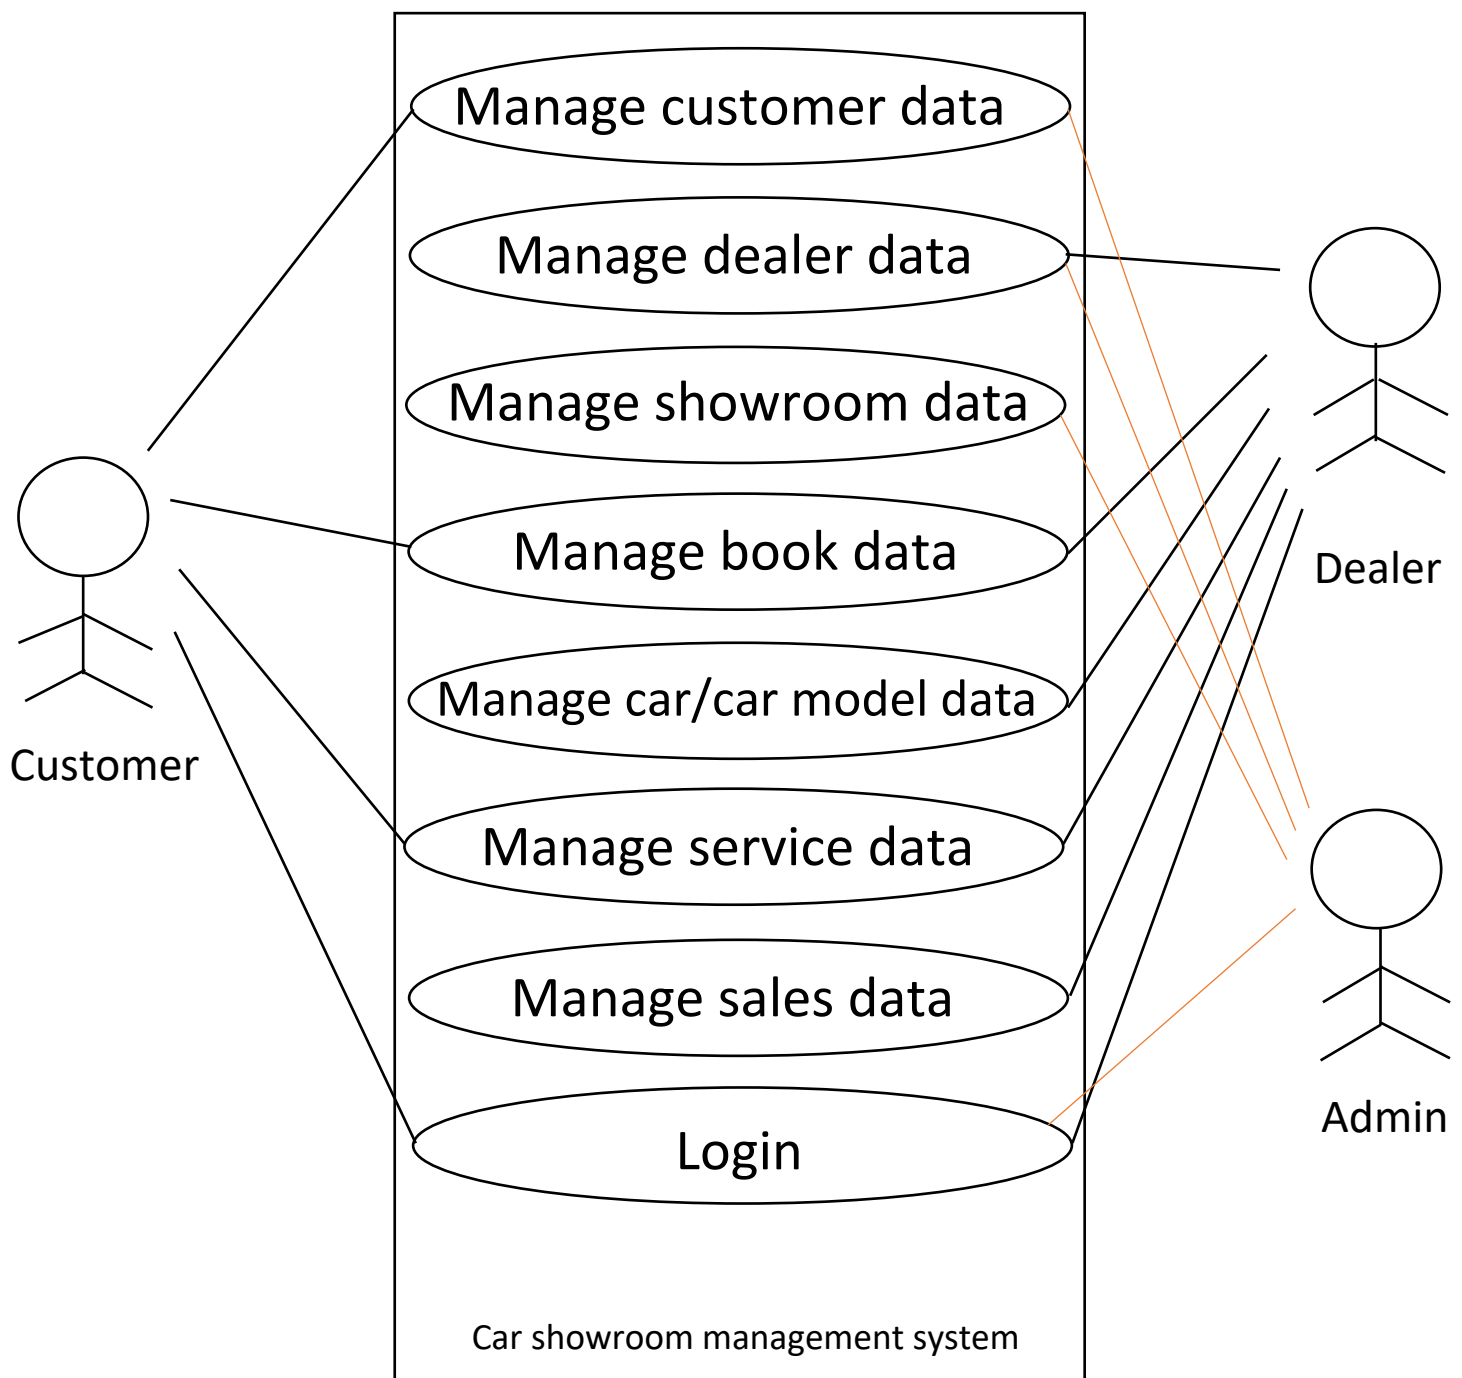 Manage customer data
Manage dealer data
Manage showroom data
Manage book data
Dealer
Manage car/car model data
Customer
Manage service data
Manage sales data
Admin
Login
Car showroom management system